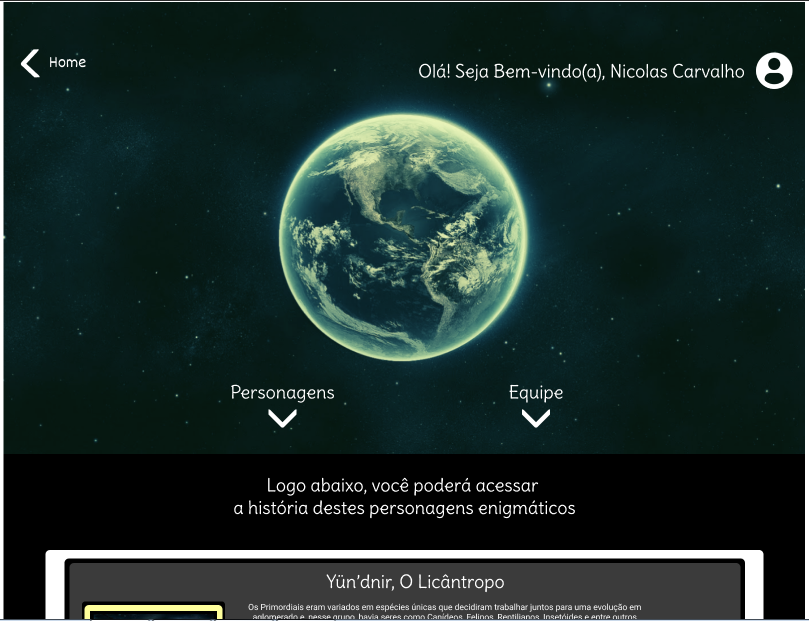 Home
Olá! Seja Bem-vindo(a), Nicolas Carvalho
Personagens
Equipe
Logo abaixo, você poderá acessar
a história destes personagens enigmáticos
Yün’dnir, O Licântropo
Os Primordiais eram variados em espécies únicas que decidiram trabalhar juntos para uma evolução em
aglomerado e, nesse grupo, havia seres como Canídeos, Felinos, Reptilianos, Insetóides e entre outros